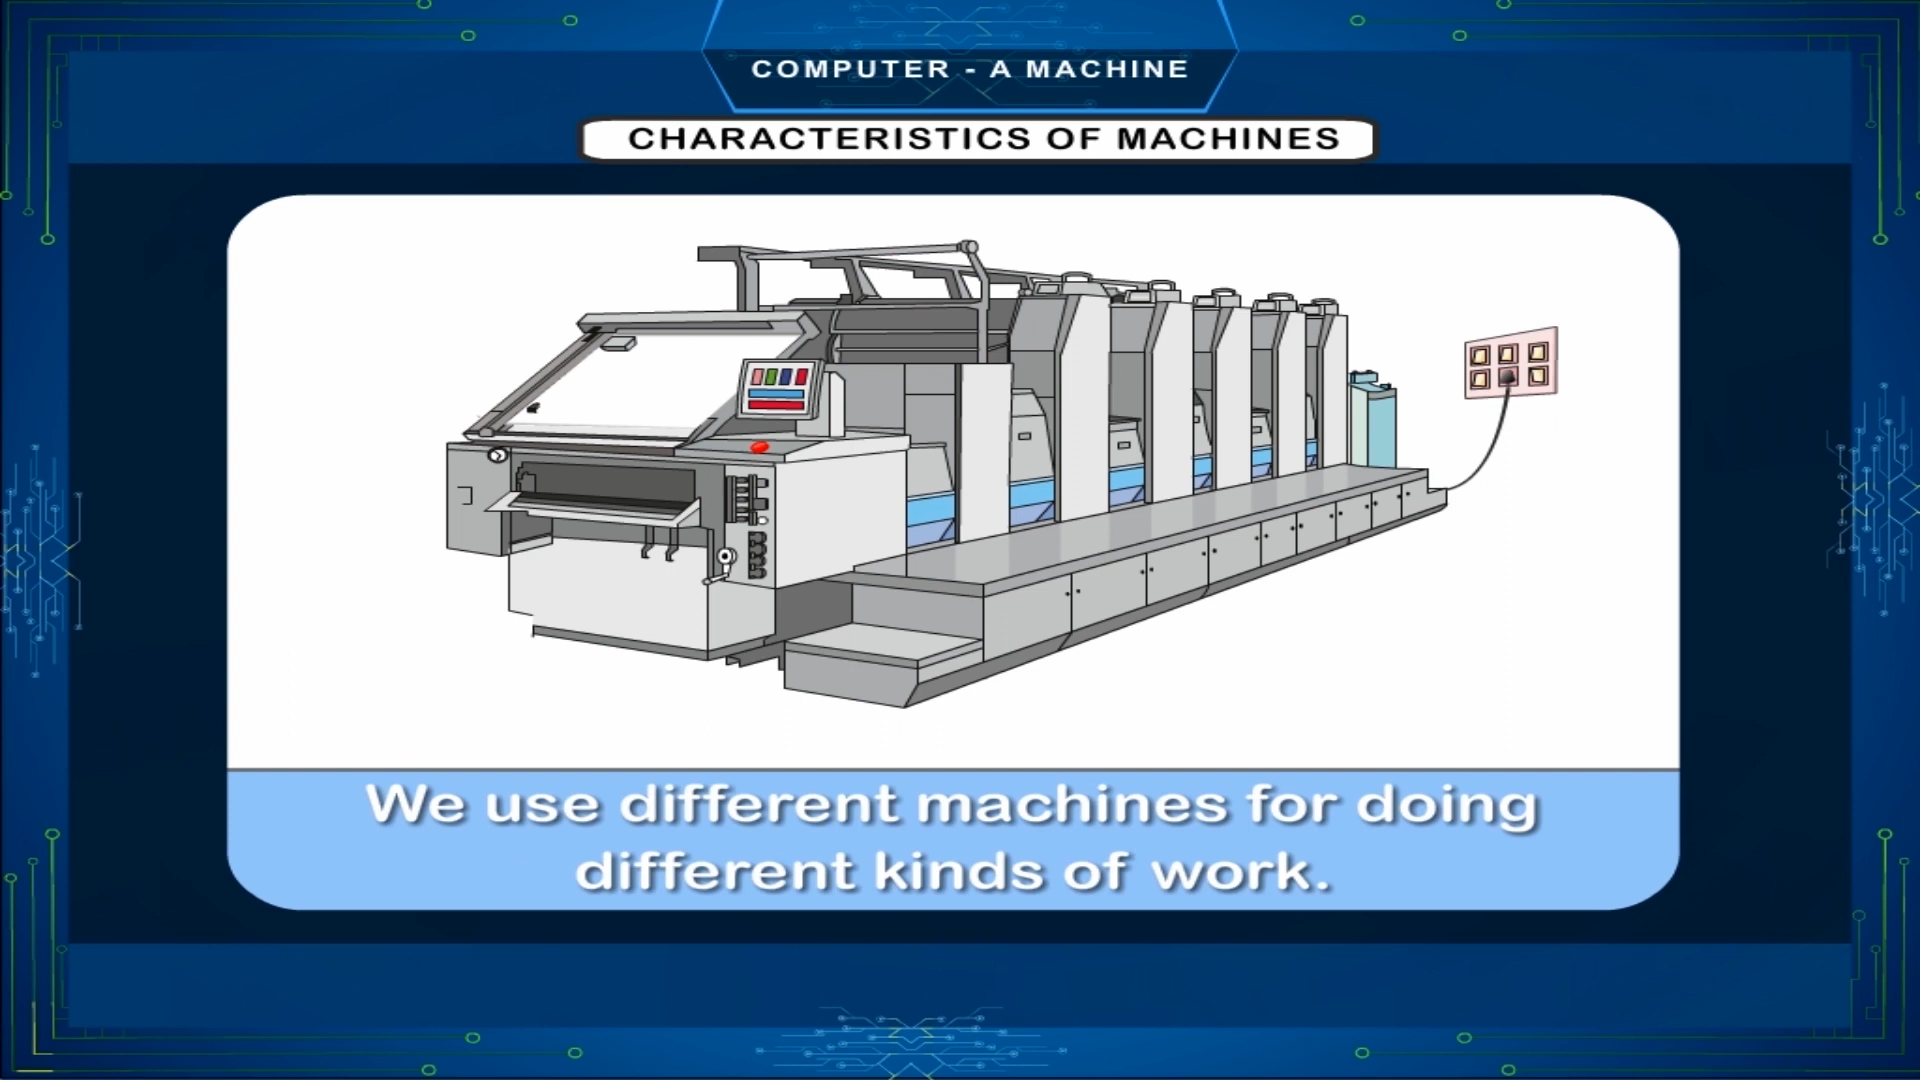 COMPUTER - A MACHINE
CHARACTERISTICS OF MACHINES
We use different machines for doing
different kinds of work.